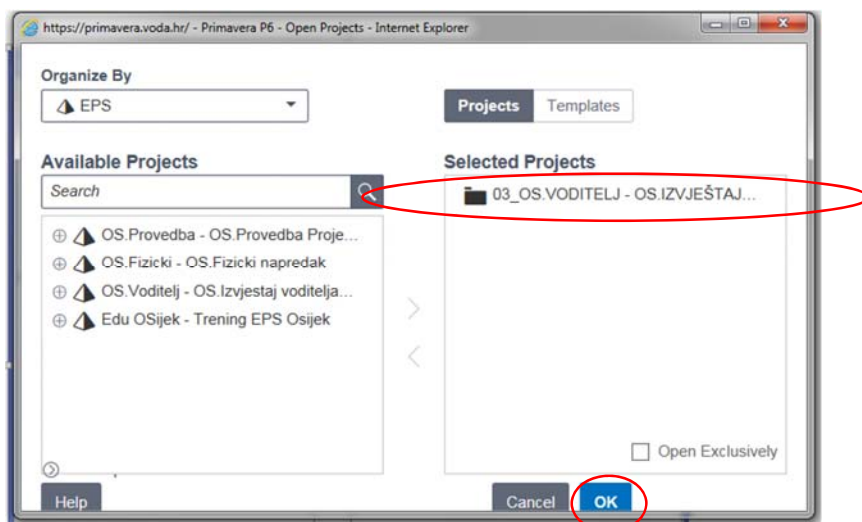 https://primavera.voda.hr/ - Primavera P6 - Open Projects - Internet Explorer
Organize By
EPS
Projects Templates
Available Projects
Selected Projects
Search
03_OS.VODITELJ - OS.IZVJEŠTAJ...
OS.Provedba - OS.Provedba Proje...
OS.Fizicki - OS.Fizicki napredak
OS.Voditelj - OS.Izvjestaj voditelja...
Edu OSijek - Trening EPS Osijek
Open Exclusively
Help
Cancel OK